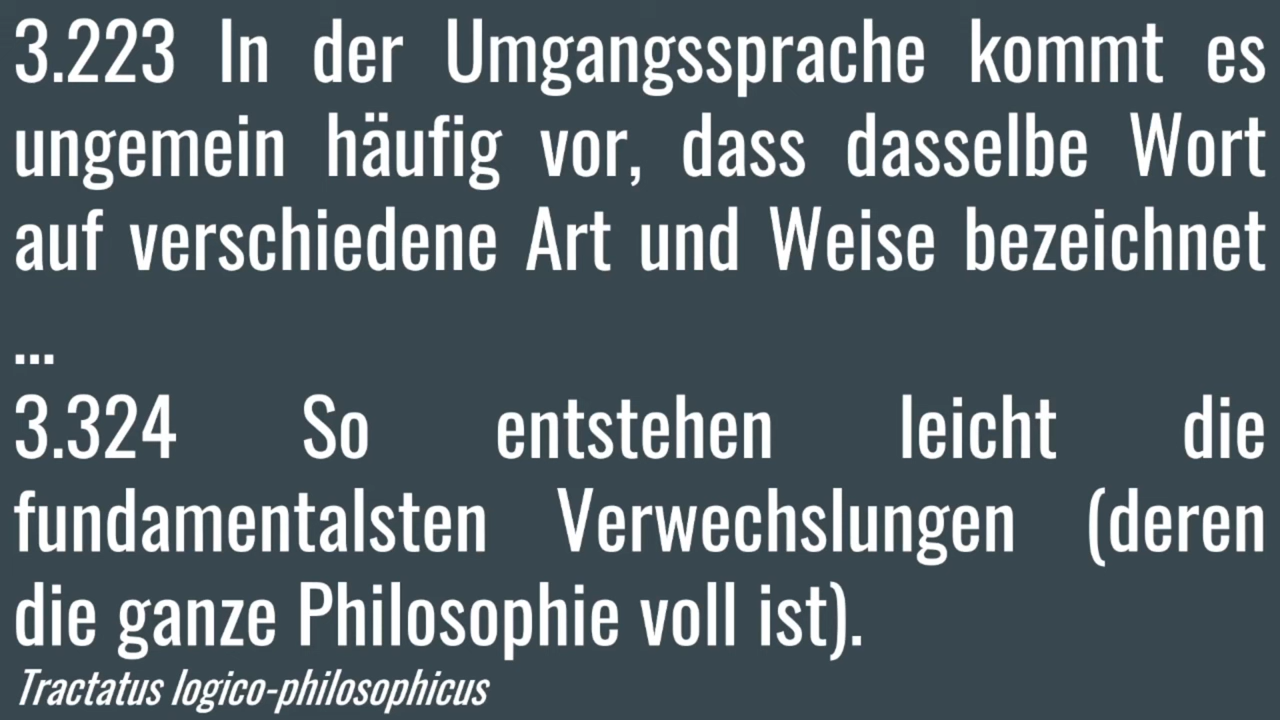 3.223 In der Umgangssprache kommt es
ungemein häufig vor, dass dasselbe Wort
auf verschiedene Art und Weise bezeichnet
...
3.324 So entstehen leicht die
fundamentalsten Verwechslungen (deren
die ganze Philosophie voll ist).
Tractatus logico-philosophicus